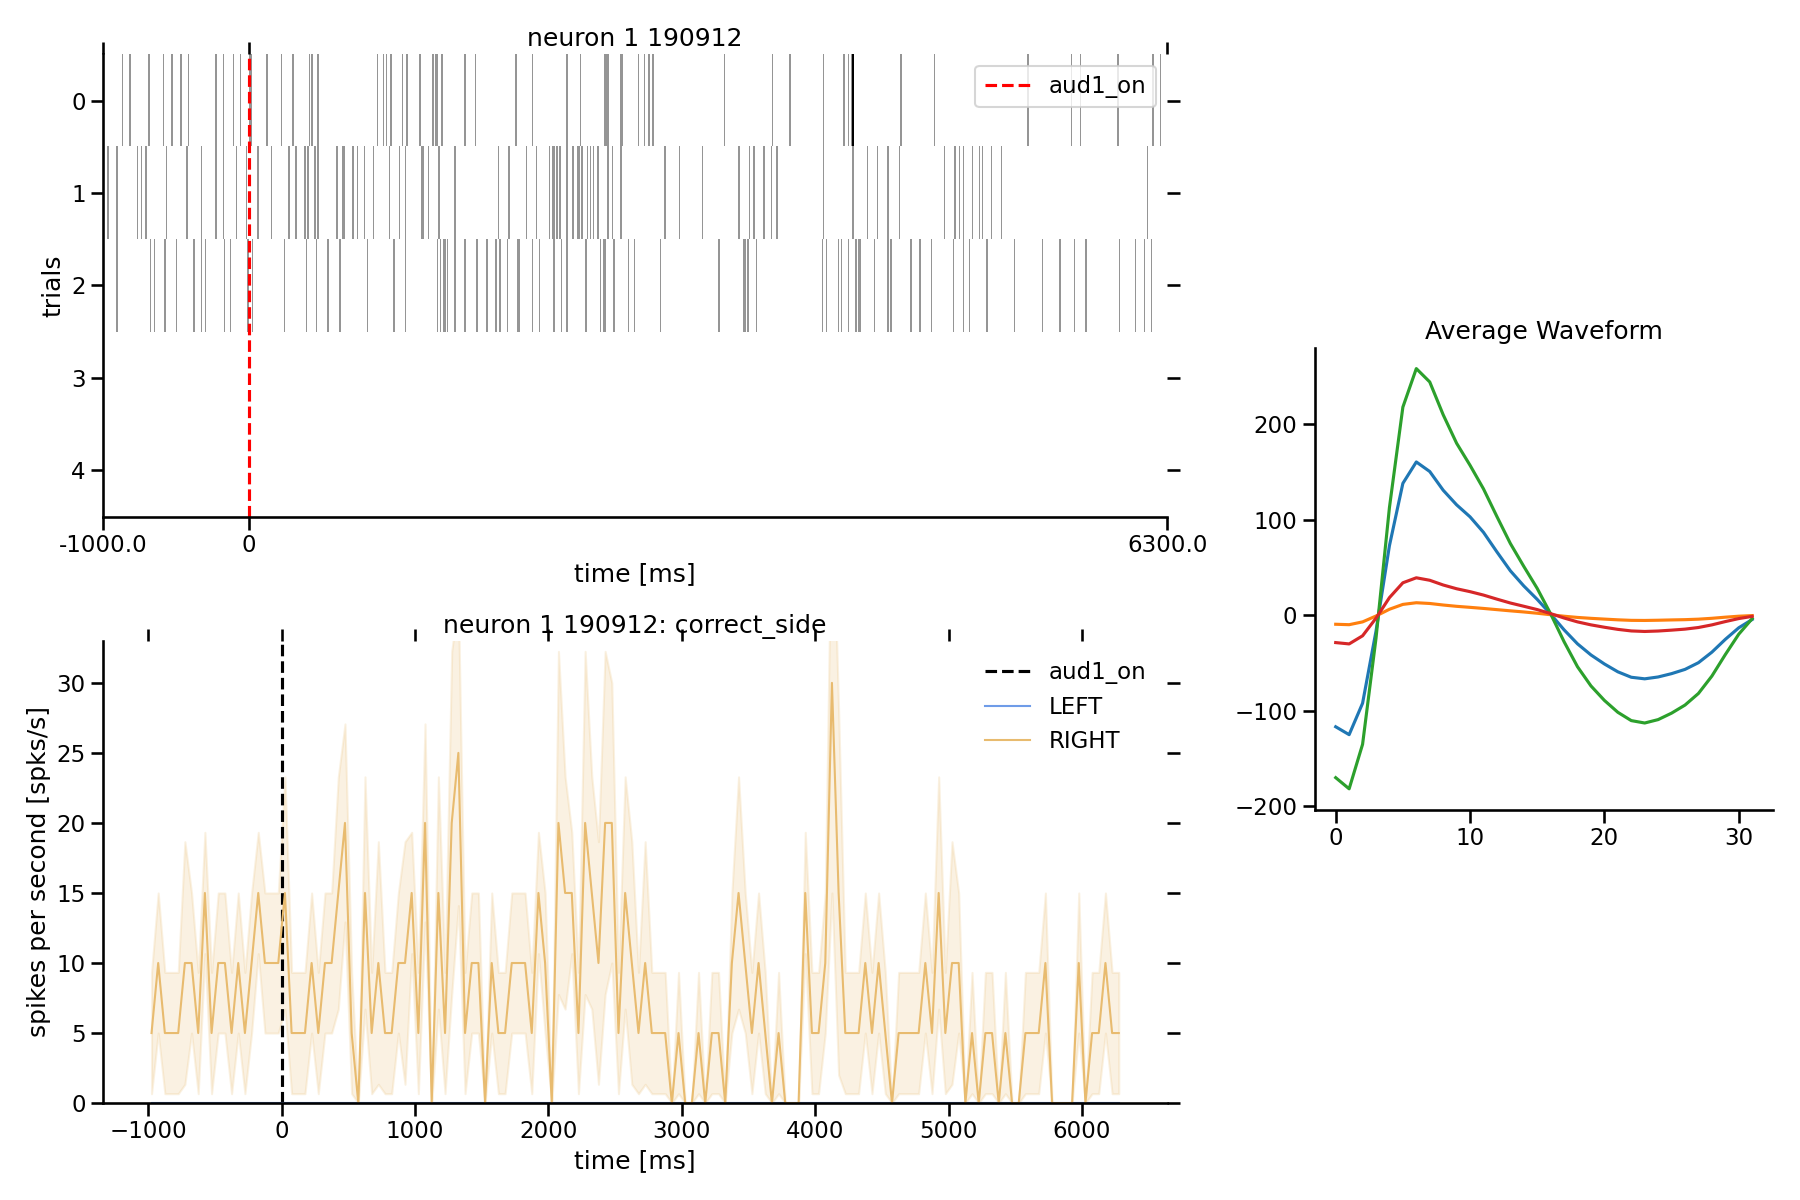 neuron 1 190912
aud1_on
trials
0
1
2
3
4
-1000.0
0
6300.0
time [ms]
neuron 1 190912: correct_side
aud1_on
LEFT
RIGHT
spikes per second [spks/s]
30
25
20
15
10
5
0
−1000
0
1000
2000
3000
4000
5000
6000
time [ms]
Average Waveform
200
100
0
−100
−200
0
10
20
30